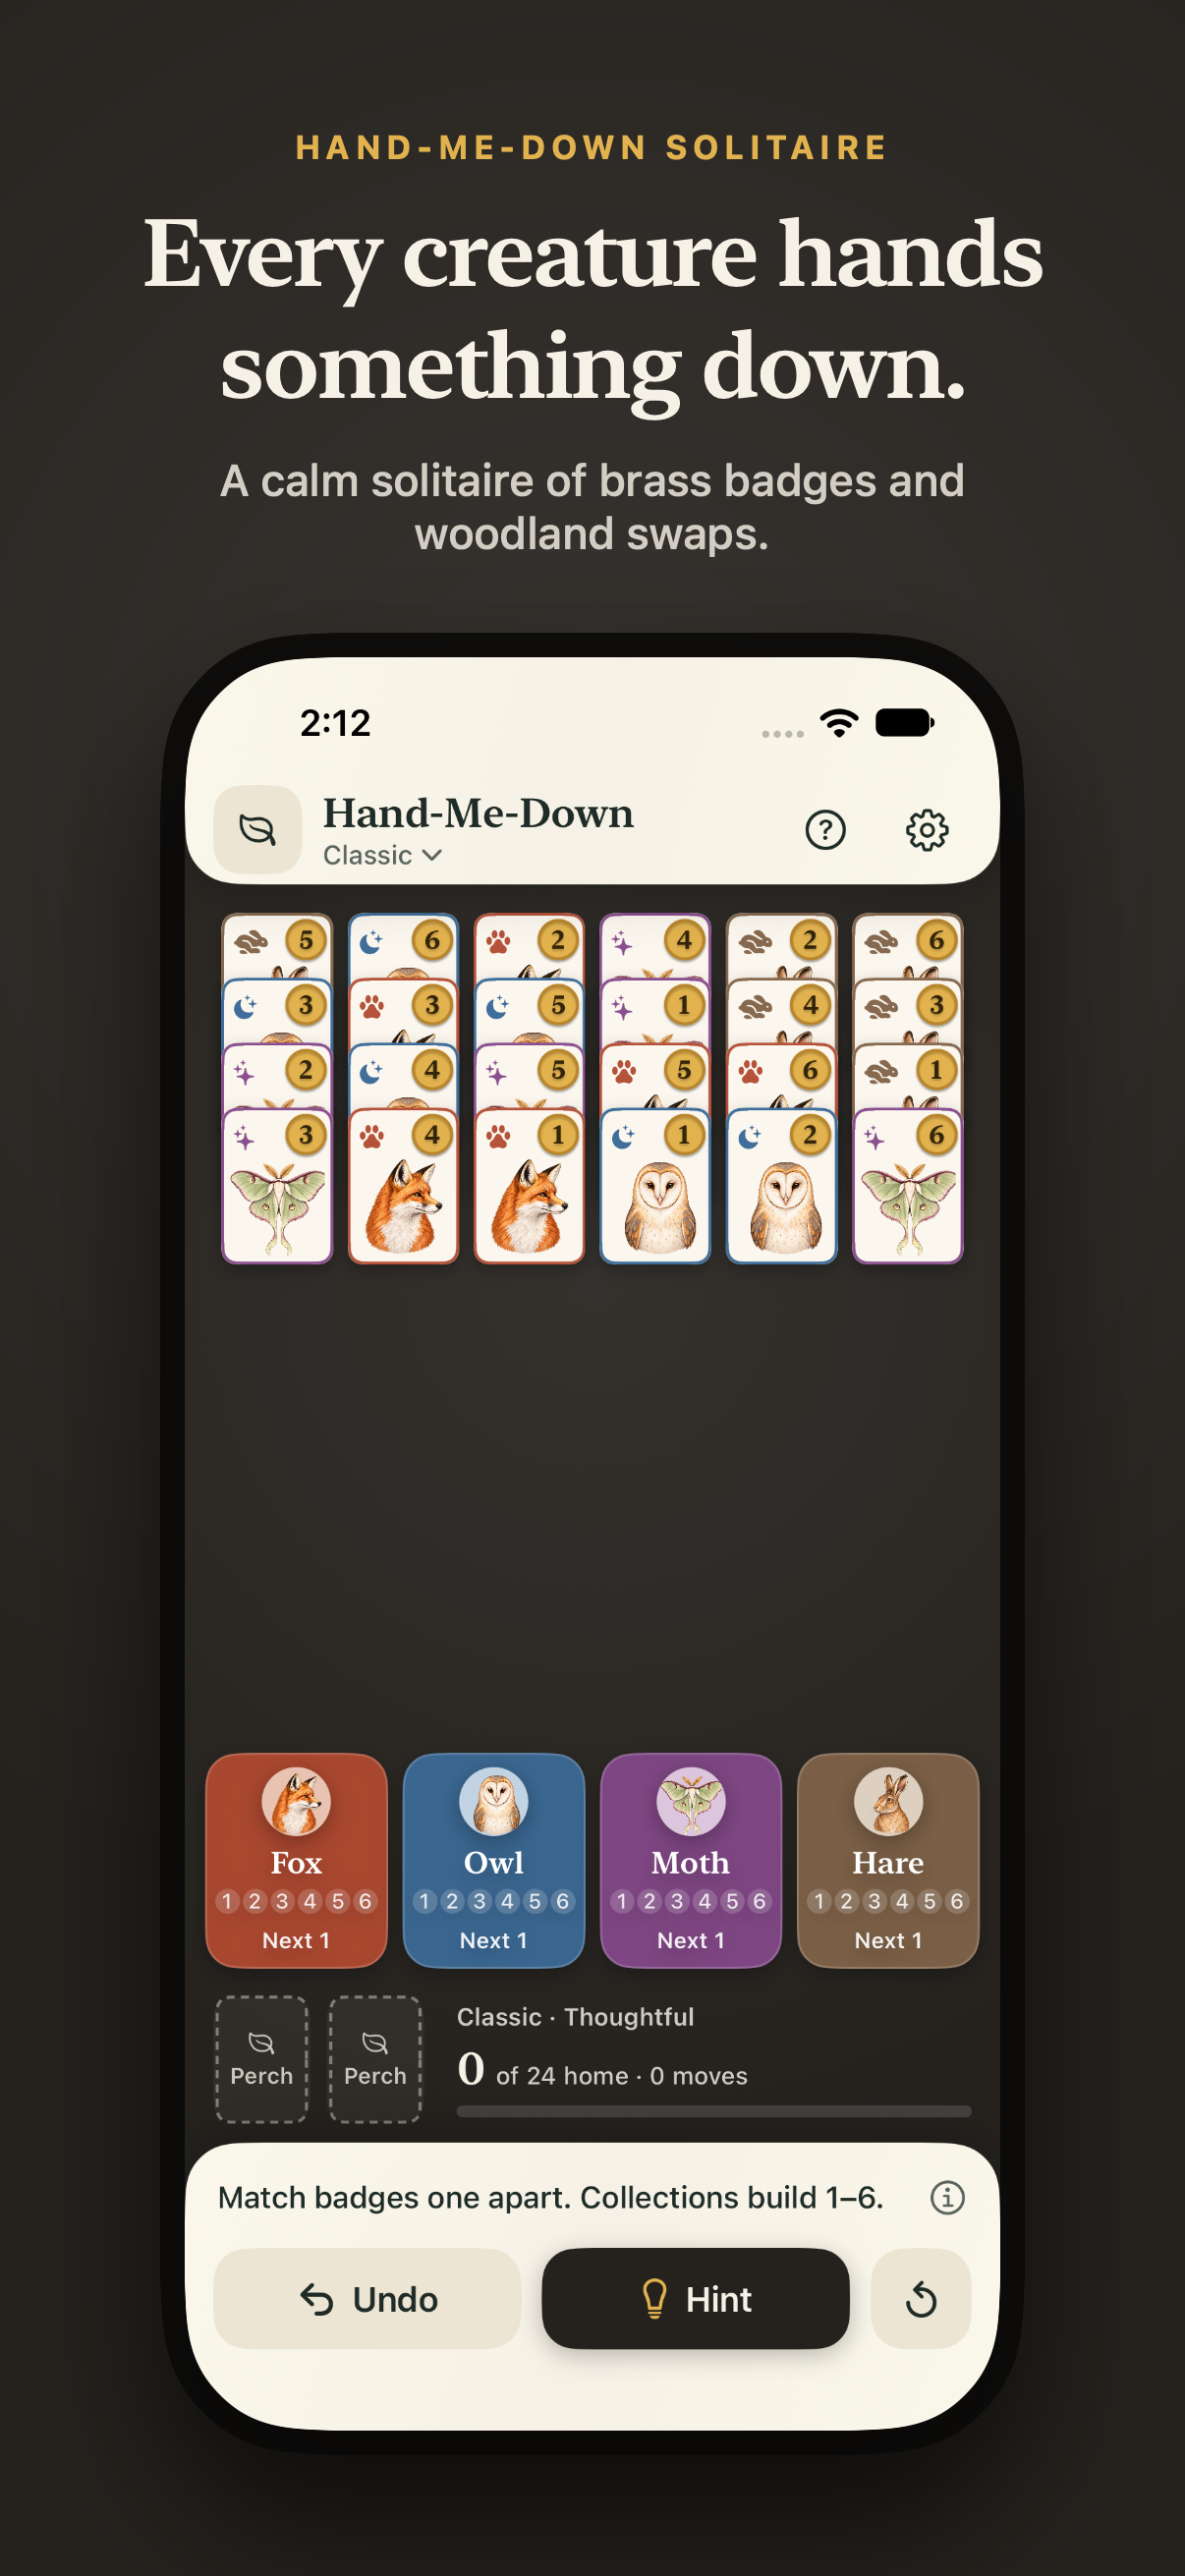 HAND-ME-DOWN SOLITAIRE
Every creature hands
something down.
A calm solitaire of brass badges and
woodland swaps.
2:12
Hand-Me-Down
Classic
5 6 2 4 2 6
3 3 5 1 4 3
2 4 5 5 6 1
3 4 1 1 2 6
Fox Owl Moth Hare
1 2 3 4 5 6 1 2 3 4 5 6 1 2 3 4 5 6 1 2 3 4 5 6
Next 1 Next 1 Next 1 Next 1
Classic · Thoughtful
Perch Perch 0 of 24 home · 0 moves
Match badges one apart. Collections build 1–6.
Undo Hint